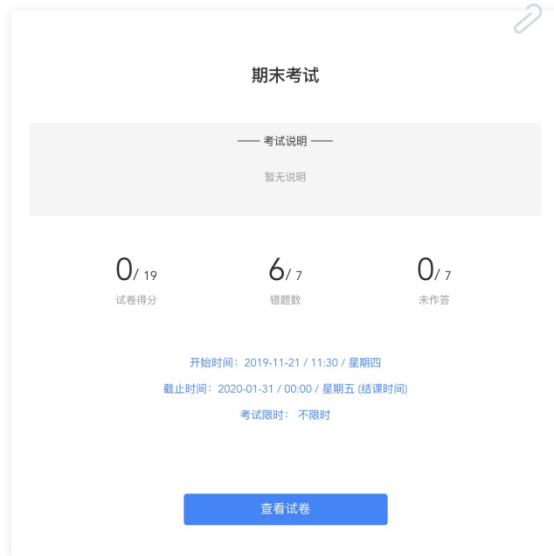 期末考试
—— 考试说明 ——
暂无说明
0/ 19 6/ 7 0/ 7
试卷得分 错题数 未作答
开始时间：2019-11-21 / 11:30 / 星期四
截止时间：2020-01-31 / 00:00 / 星期五 (结课时间)
考试限时： 不限时
查看试卷